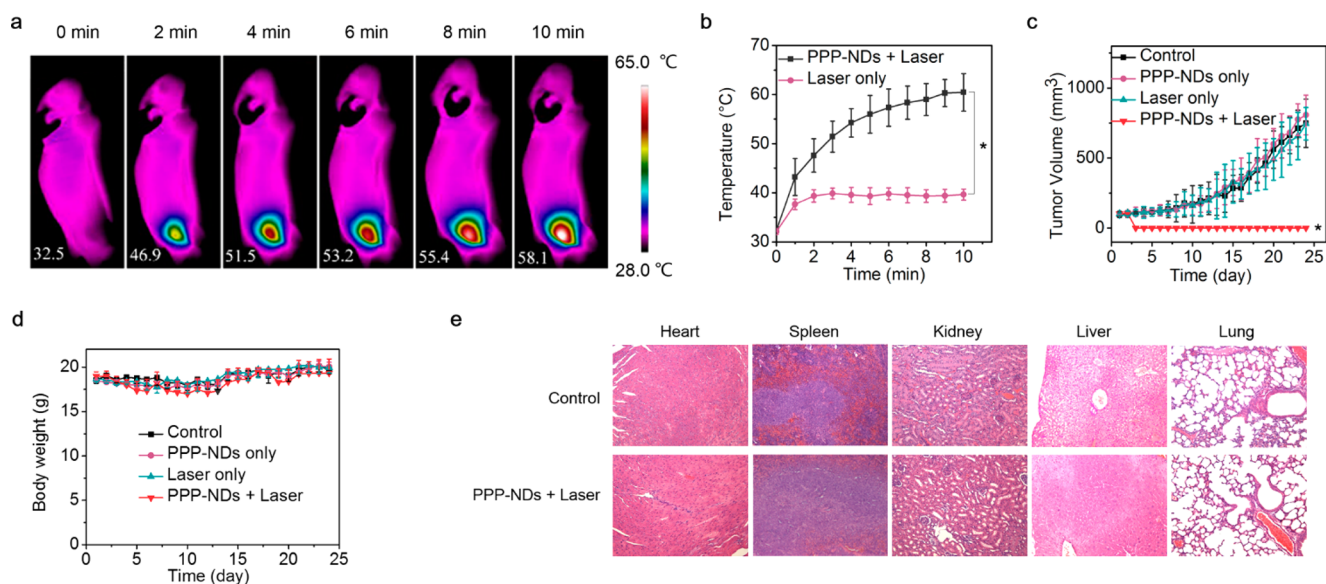 a
0 min 2 min 4 min 6 min 8 min 10 min
65.0 ℃
28.0 ℃
32.5 46.9 51.5 53.2 55.4 58.1
b
70
60
50
40
30
Temperature (°C)
PPP-NDs + Laser
Laser only
*
0 2 4 6 8 10
Time (min)
c
1000
500
0
Tumor Volume (mm3)
Control
PPP-NDs only
Laser only
PPP-NDs + Laser
*
0 5 10 15 20 25
Time (day)
d
20
15
10
5
0
Body weight (g)
Control
PPP-NDs only
Laser only
PPP-NDs + Laser
0 5 10 15 20 25
Time (day)
e
Heart Spleen Kidney Liver Lung
Control
PPP-NDs + Laser